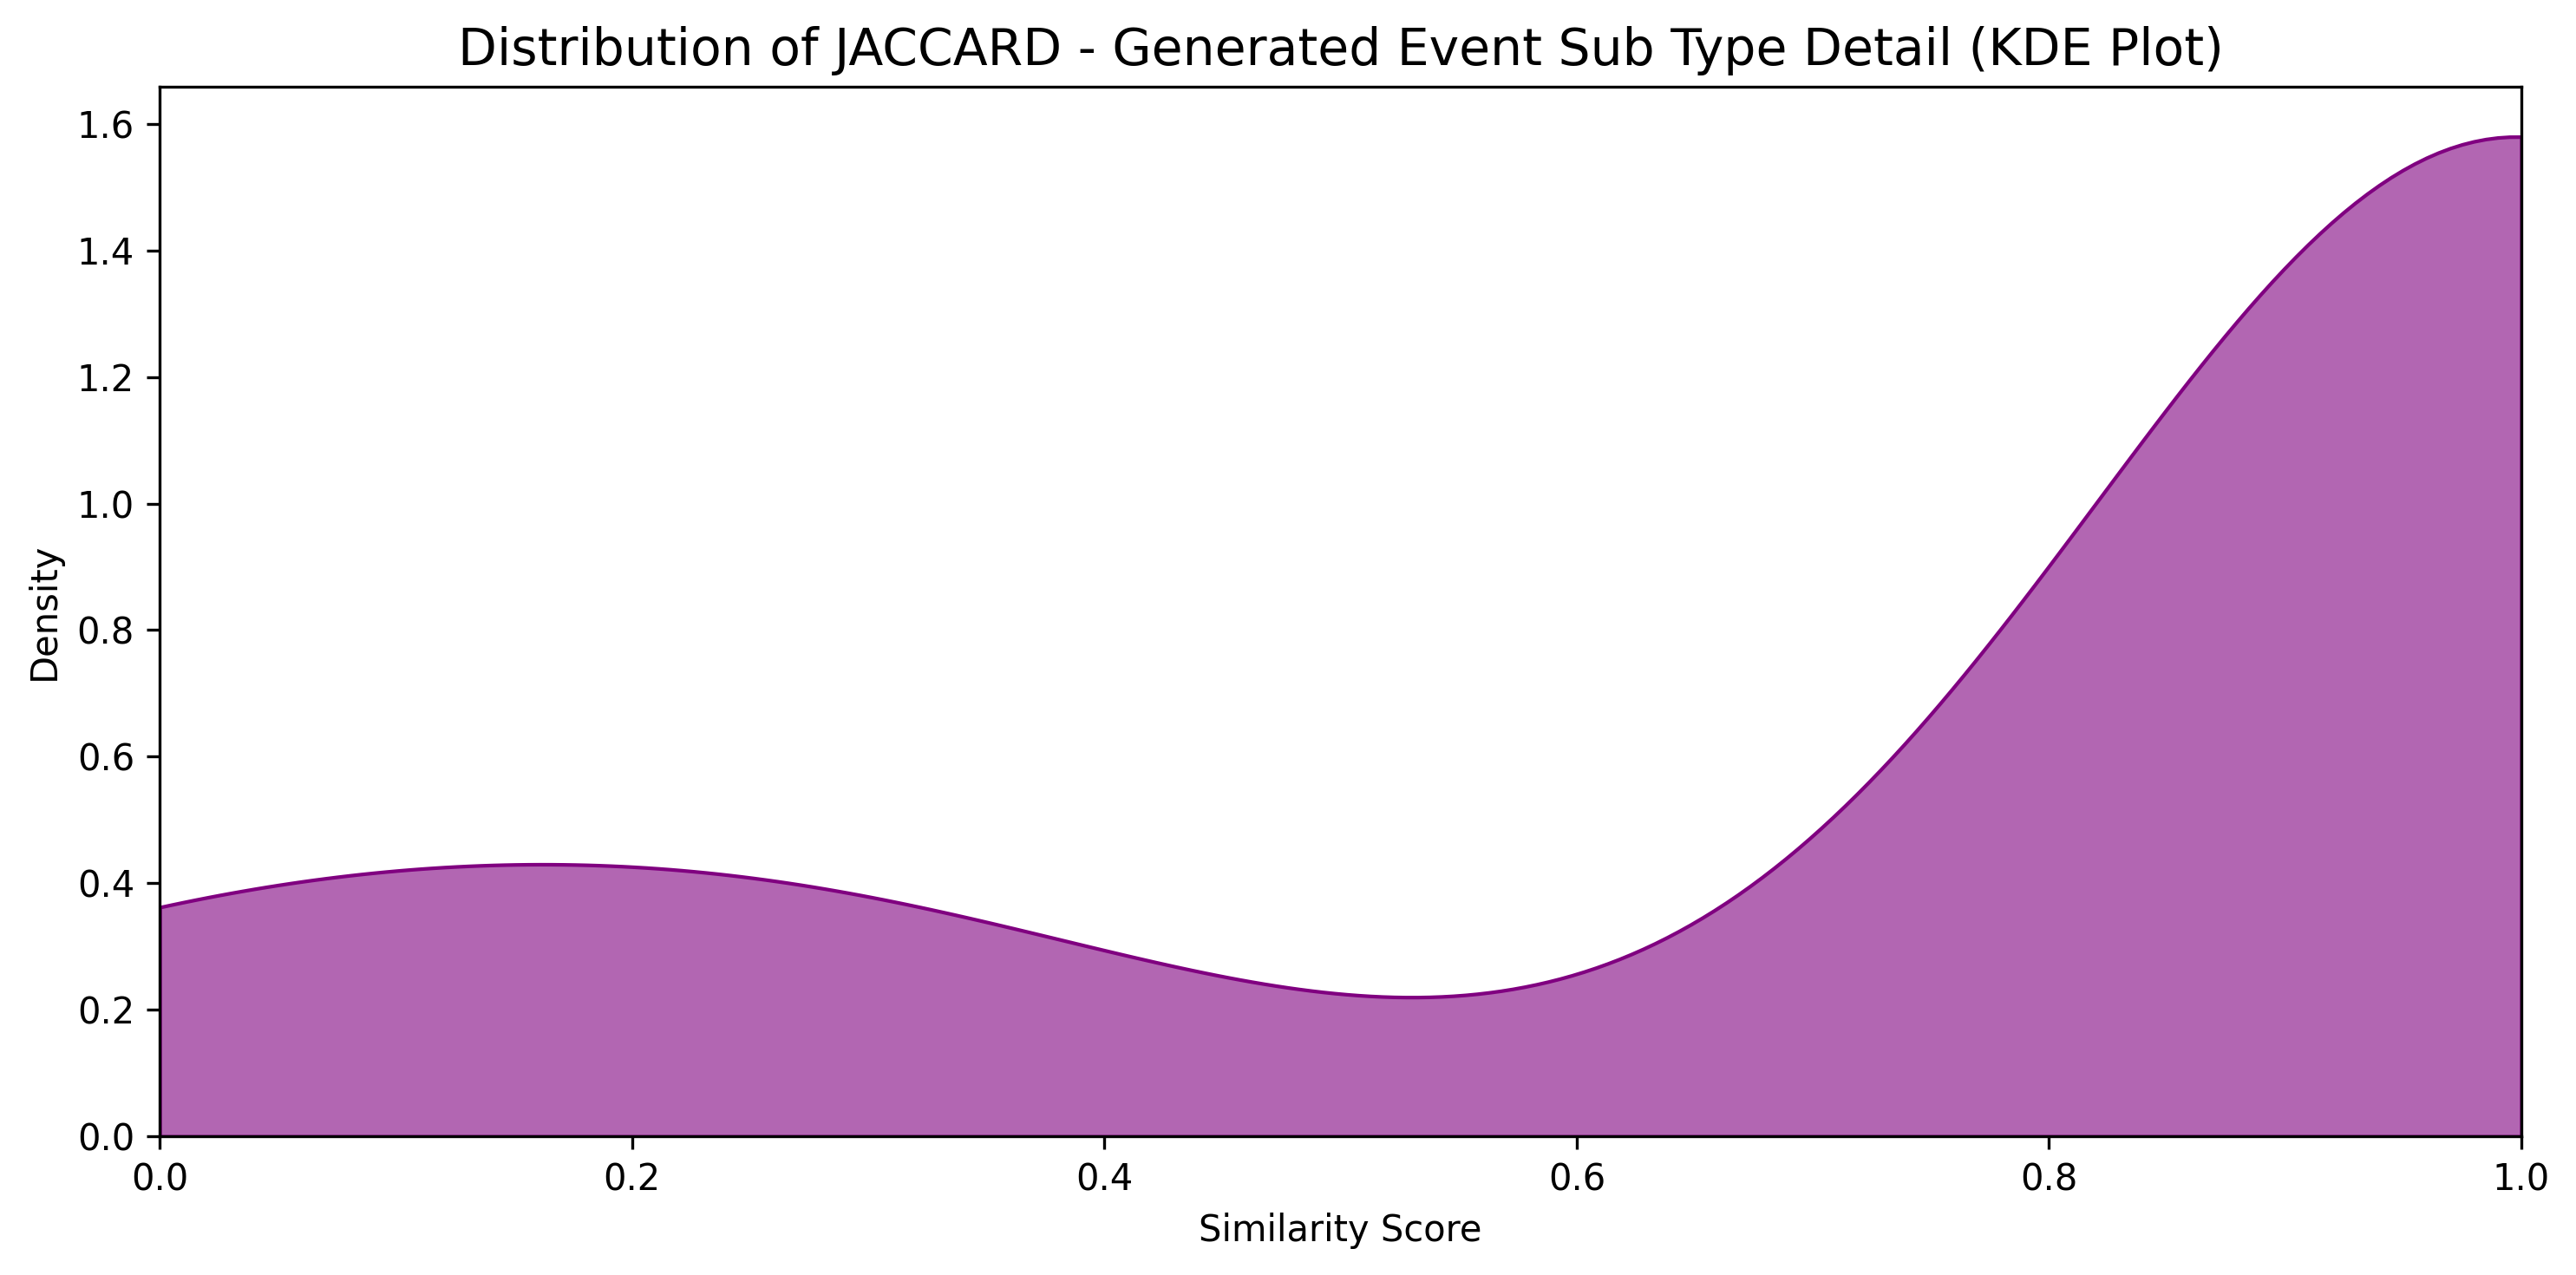 Distribution of JACCARD - Generated Event Sub Type Detail (KDE Plot)
1.6
1.4
1.2
1.0
0.8
0.6
0.4
0.2
0.0
Density
0.0 0.2 0.4 0.6 0.8 1.0
Similarity Score